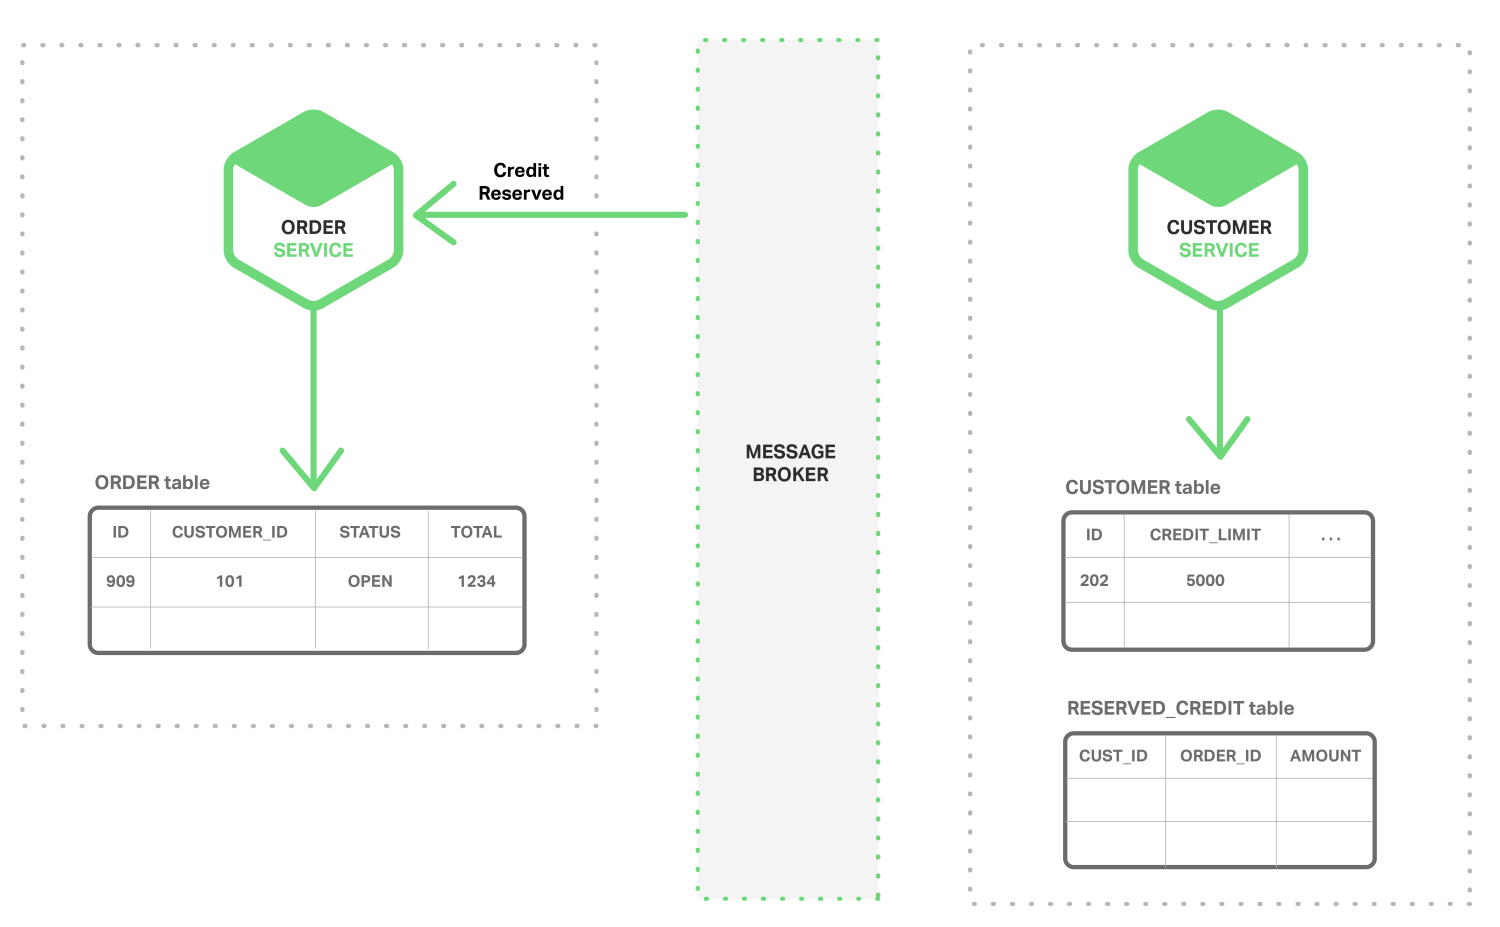 Credit
Reserved
ORDER
SERVICE
CUSTOMER
SERVICE
MESSAGE
BROKER
ORDER table
ID CUSTOMER_ID STATUS TOTAL
909 101 OPEN 1234
CUSTOMER table
ID CREDIT_LIMIT ...
202 5000
RESERVED_CREDIT table
CUST_ID ORDER_ID AMOUNT